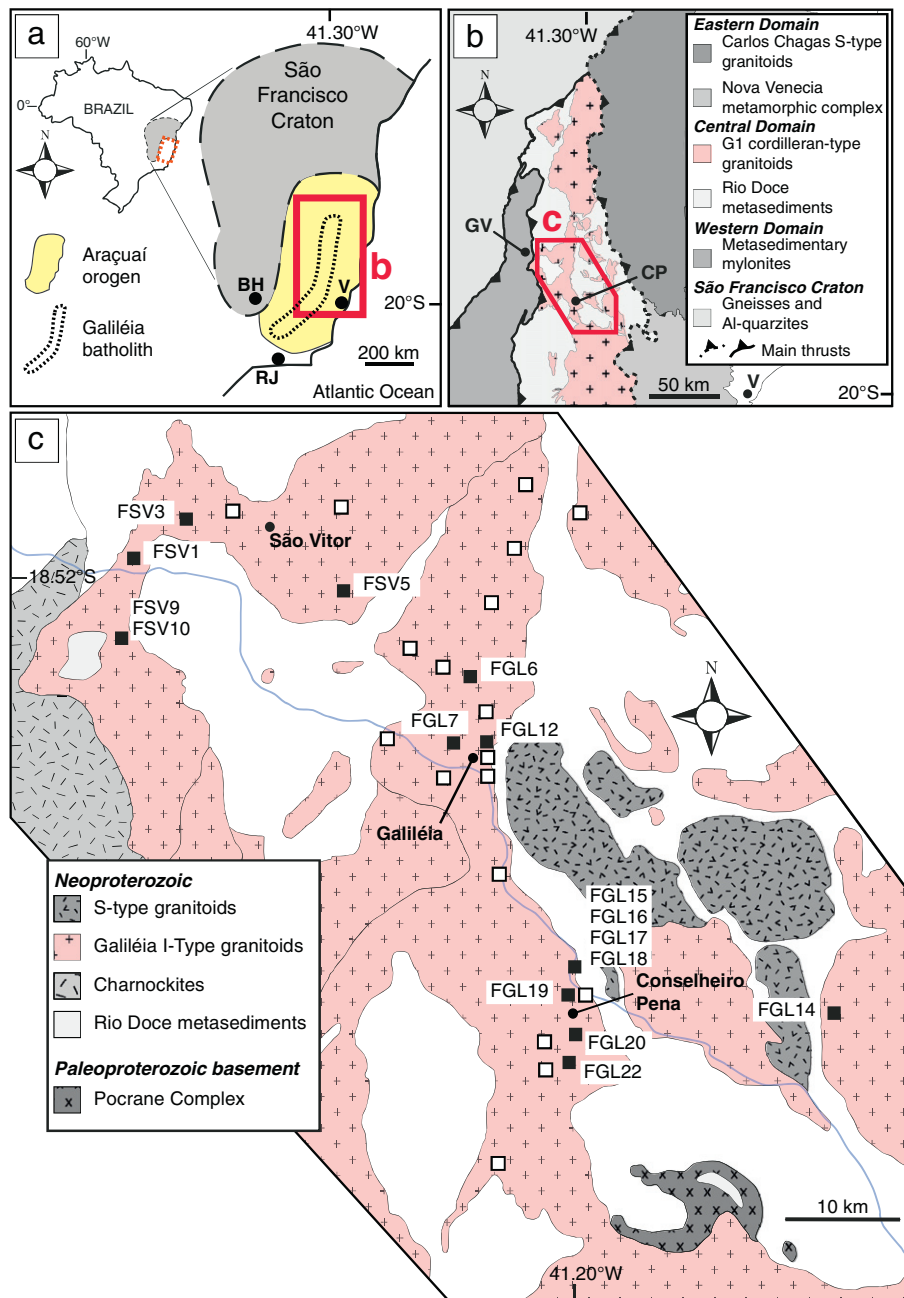 a
60°W
0°
BRAZIL
N
41.30°W
São
Francisco
Craton
Araçuaí
orogen
Galiléia
batholith
BH
V
b
20°S
RJ
200 km
Atlantic Ocean
b
41.30°W
N
GV
C
CP
50 km
V
20°S
Eastern Domain
Carlos Chagas S-type
granitoids
Nova Venecia
metamorphic complex
Central Domain
G1 cordilleran-type
granitoids
Rio Doce
metasediments
Western Domain
Metasedimentary
mylonites
São Francisco Craton
Gneisses and
Al-quarzites
Main thrusts
c
FSV3
São Vitor
FSV1
18.52°S
FSV5
FSV9
FSV10
FGL6
N
FGL7
FGL12
Galiléia
Neoproterozoic
S-type granitoids
Galiléia I-Type granitoids
Charnockites
Rio Doce metasediments
Paleoproterozoic basement
Pocrane Complex
FGL15
FGL16
FGL17
FGL18
FGL19
Conselheiro
Pena
FGL14
FGL20
FGL22
10 km
41.20°W